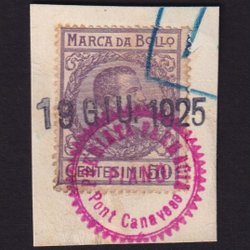 MARCA DA BOLLO
19 GIU. 1925
CENTESIMI 50
Pont Canavese